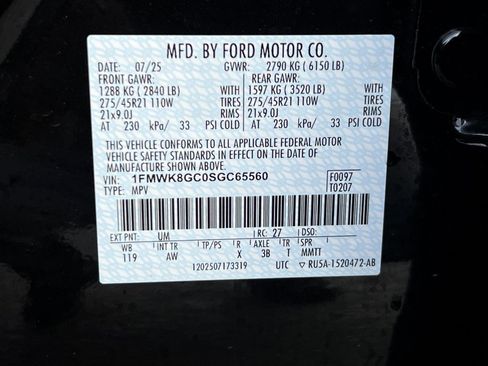 MFD. BY FORD MOTOR CO.
DATE: 07/25 GVWR: 2790 KG ( 6150 LB)
FRONT GAWR: REAR GAWR:
1288 KG ( 2840 LB) WITH 1597 KG ( 3520 LB) WITH
275/45R21 110W TIRES 275/45R21 110W TIRES
21x9.0J RIMS 21x9.0J RIMS
AT 230 kPa/ 33 PSI COLD AT 230 kPa/ 33 PSI COLD
THIS VEHICLE CONFORMS TO ALL APPLICABLE FEDERAL MOTOR
VEHICLE SAFETY AND THEFT PREVENTION STANDARDS IN EFFECT ON THE DATE OF
MANUFACTURE SHOWN ABOVE.
VIN: 1FMWK8GC0SGC65560 F0097
TYPE: MPV T0207
EXT PNT: UM RC: 27 DSO:
WB INT TR TP/PS R AXLE TR SPR
119 AW X 3B T MMTT
1202507173319 UTC RU5A-1520472-AB